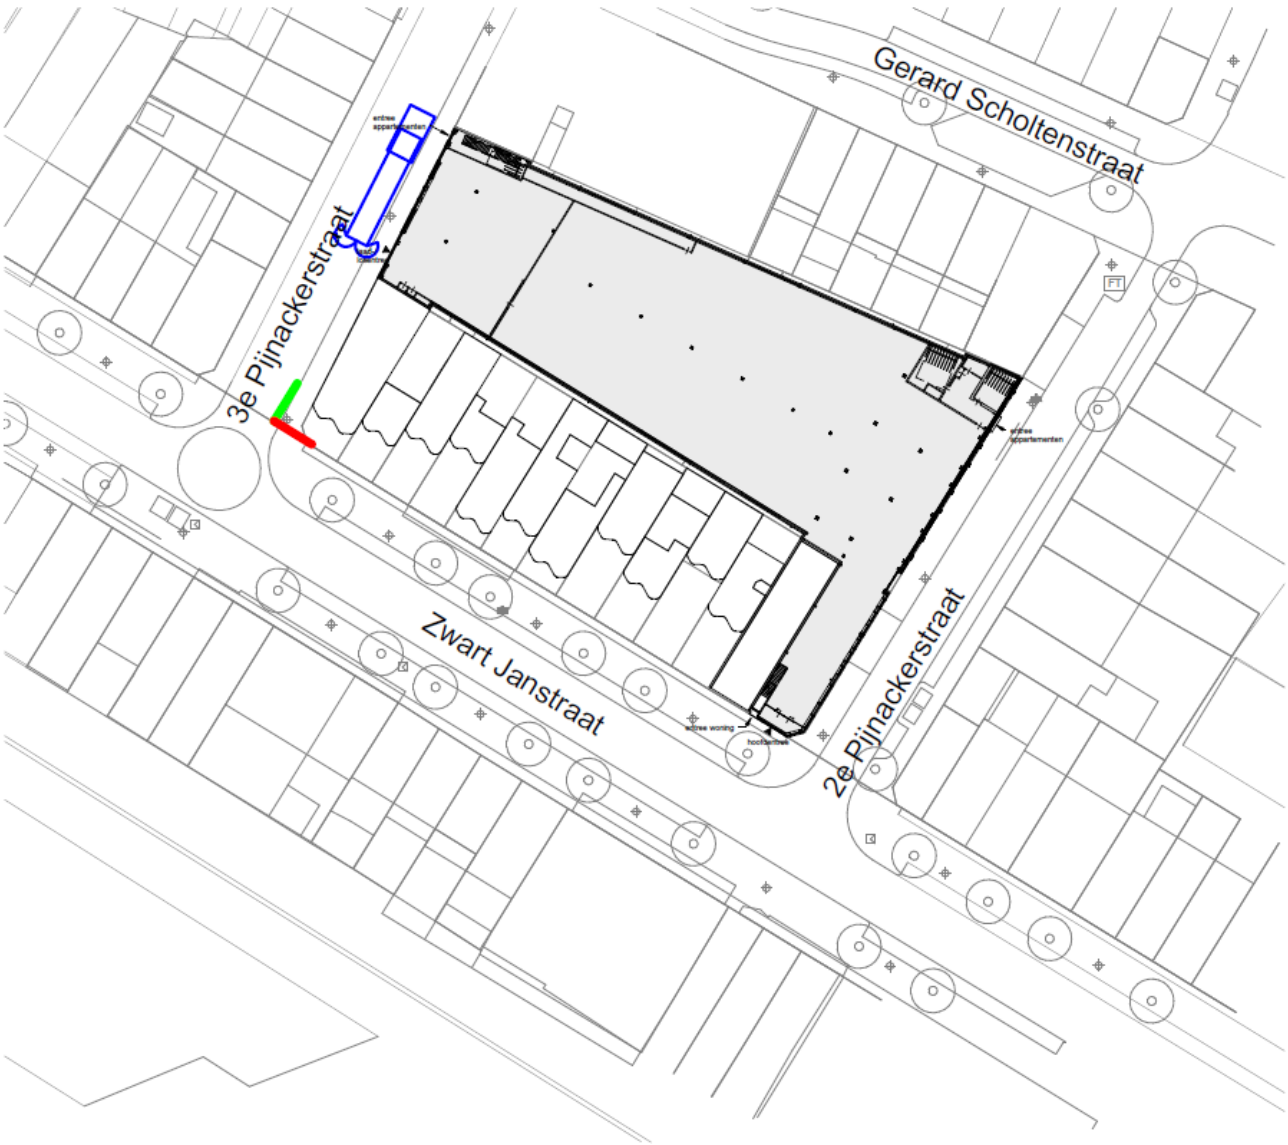 Gerard Scholtenstraat
entree
appartementen
3e Pijnackerstraat
FT
entree
appartementen
Zwart Janstraat
2e Pijnackerstraat
entree woning
hoofdentree